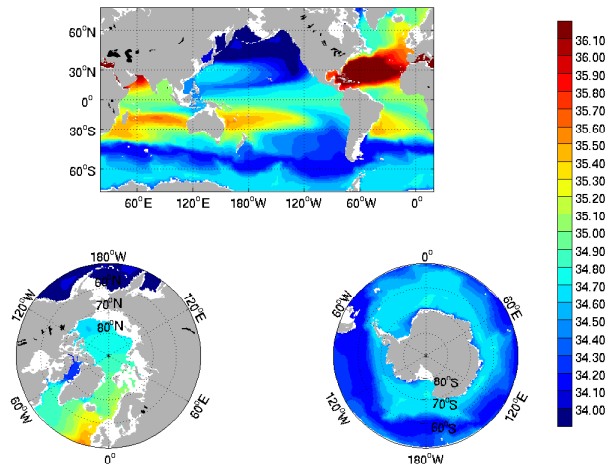 60°N
30°N
0°
30°S
60°S
60°E
120°E
180°W
120°W
60°W
0°
36.10
36.00
35.90
35.80
35.70
35.60
35.50
35.40
35.30
35.20
35.10
35.00
34.90
34.80
34.70
34.60
34.50
34.40
34.30
34.20
34.10
34.00
180°W
120°W
120°E
60°N
70°N
80°N
60°W
60°E
0°
0°
60°W
60°E
80°S
70°S
60°S
120°W
120°E
180°W